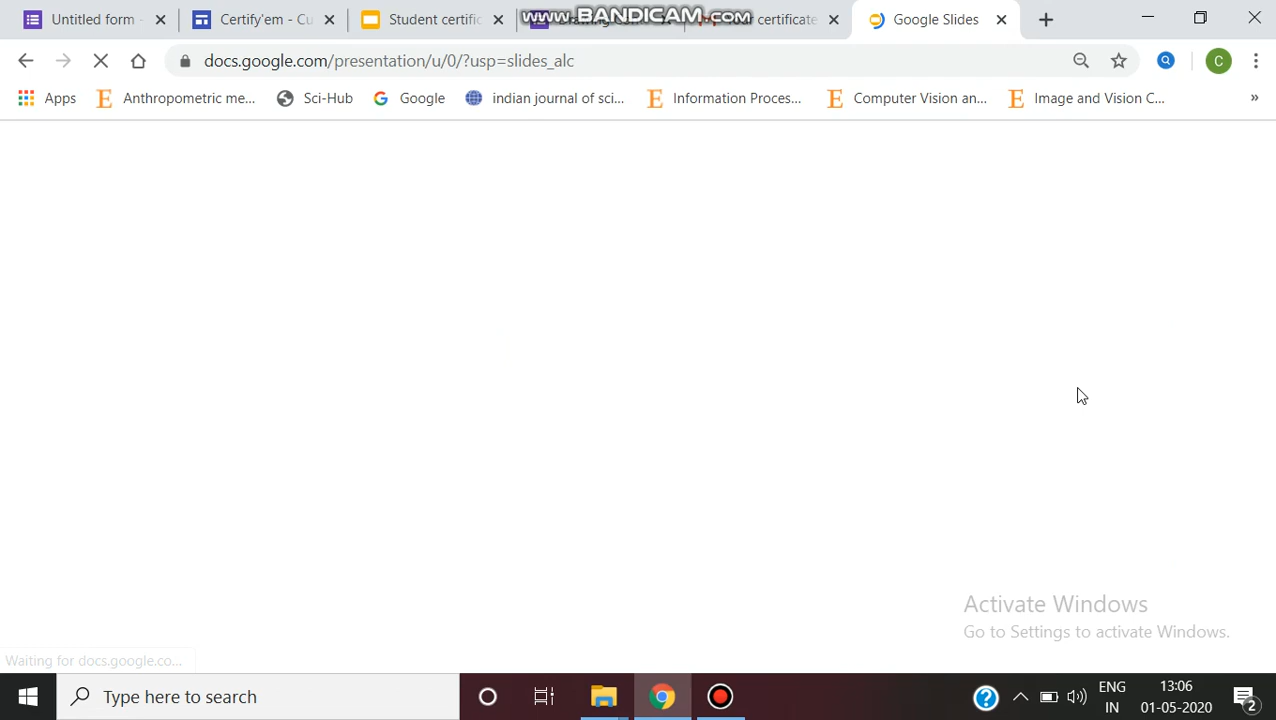 Untitled form -
Certify'em - Cu
Student certific
www.BANDICAM.com
certificate
Google Slides
docs.google.com/presentation/u/0/?usp=slides_alc
C
Apps
Anthropometric me...
Sci-Hub
Google
indian journal of sci...
Information Proces...
Computer Vision an...
Image and Vision C...
»
Activate Windows
Go to Settings to activate Windows.
Waiting for docs.google.co...
Type here to search
ENG
IN
13:06
01-05-2020
2